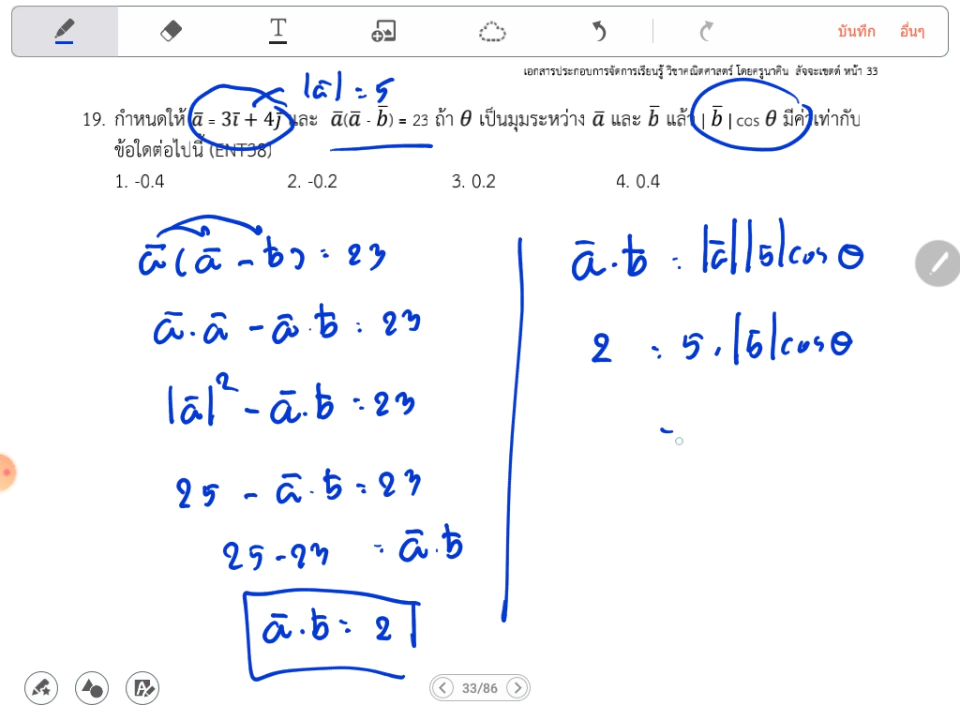 T
บันทึก อื่นๆ
เอกสารประกอบการจัดการเรียนรู้ วิชาคณิตศาสตร์ โดยครูนาคิน สัจจะเขตต์ หน้า 33
|ā| = 5
19. กำหนดให้ ā = 3ī + 4j̄ และ ā(ā - b̄) = 23 ถ้า θ เป็นมุมระหว่าง ā และ b̄ แล้ว | b̄ | cos θ มีค่าเท่ากับ
ข้อใดต่อไปนี้ (ENT38)
1. -0.4 2. -0.2 3. 0.2 4. 0.4
ā(ā - b̄) = 23
ā·ā - ā·b̄ = 23
|ā|² - ā·b̄ = 23
25 - ā·b̄ = 23
25-23 = ā·b̄
ā·b̄ = 2
ā·b̄ = |ā||b̄|cos θ
2 = 5·|b̄|cos θ
33/86